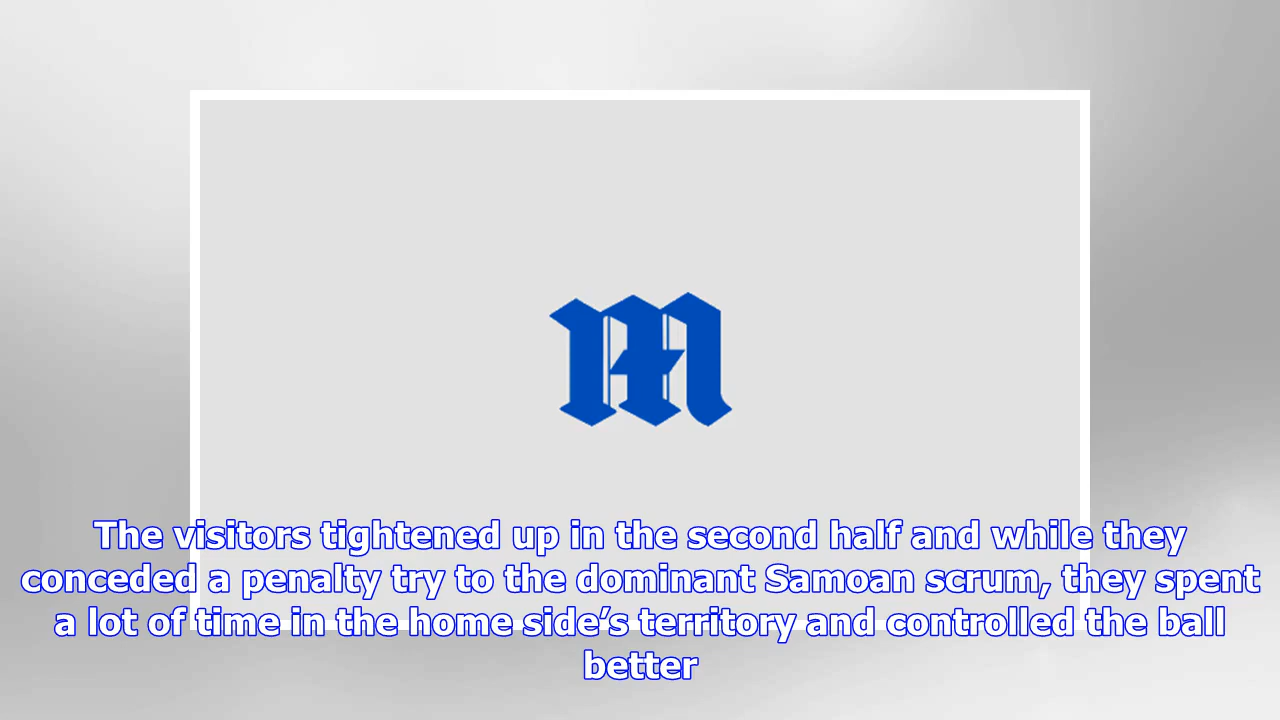 The visitors tightened up in the second half and while they
conceded a penalty try to the dominant Samoan scrum, they spent
a lot of time in the home side’s territory and controlled the ball
better